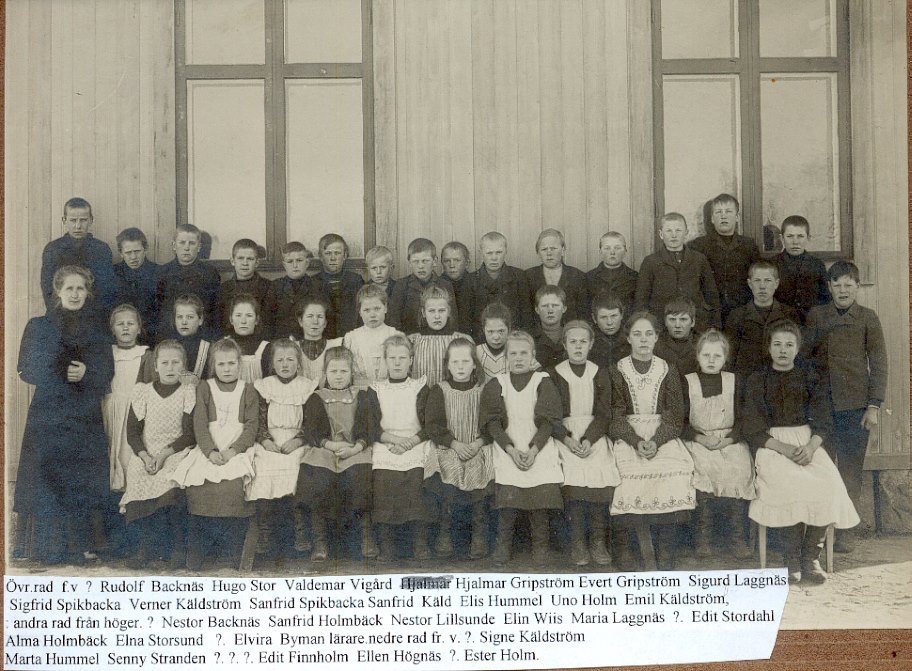 Övr.rad f.v ? Rudolf Backnäs Hugo Stor Valdemar Vigård Hjalmar Hjalmar Gripström Evert Gripström Sigurd Laggnäs
Sigfrid Spikbacka Verner Käldström Sanfrid Spikbacka Sanfrid Käld Elis Hummel Uno Holm Emil Käldström,
: andra rad från höger. ? Nestor Backnäs Sanfrid Holmbäck Nestor Lillsunde Elin Wiis Maria Laggnäs ?. Edit Stordahl
Alma Holmbäck Elna Storsund ?. Elvira Byman lärare.nedre rad fr. v. ?. Signe Käldström
Marta Hummel Senny Stranden ?. ?. ?. Edit Finnholm Ellen Högnäs ?. Ester Holm.